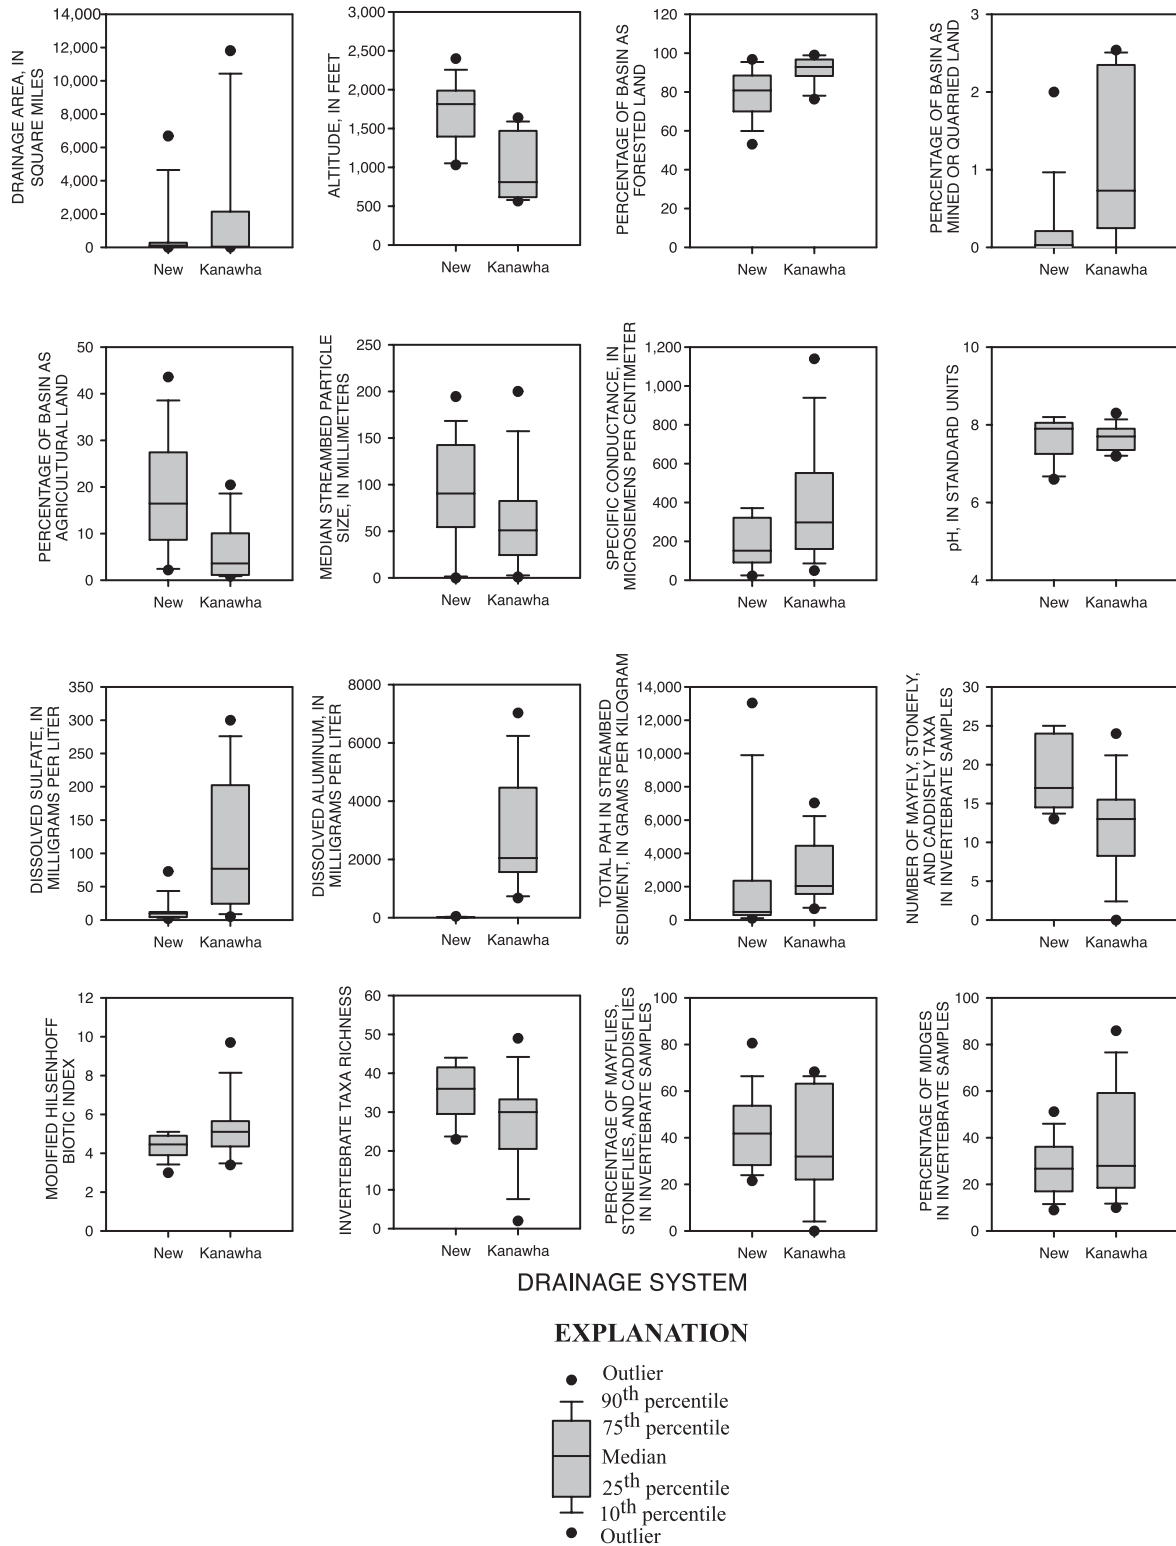 DRAINAGE AREA, IN
SQUARE MILES
14,000
12,000
10,000
8,000
6,000
4,000
2,000
0
New
Kanawha
ALTITUDE, IN FEET
3,000
2,500
2,000
1,500
1,000
500
0
New
Kanawha
PERCENTAGE OF BASIN AS
FORESTED LAND
120
100
80
60
40
20
0
New
Kanawha
PERCENTAGE OF BASIN AS
MINED OR QUARRIED LAND
3
2
1
0
New
Kanawha
PERCENTAGE OF BASIN AS
AGRICULTURAL LAND
50
40
30
20
10
0
New
Kanawha
MEDIAN STREAMBED PARTICLE
SIZE, IN MILLIMETERS
250
200
150
100
50
0
New
Kanawha
SPECIFIC CONDUCTANCE, IN
MICROSIEMENS PER CENTIMETER
1,200
1,000
800
600
400
200
0
New
Kanawha
pH, IN STANDARD UNITS
10
8
6
4
New
Kanawha
DISSOLVED SULFATE, IN
MILLIGRAMS PER LITER
350
300
250
200
150
100
50
0
New
Kanawha
DISSOLVED ALUMINUM, IN
MILLIGRAMS PER LITER
8000
6000
4000
2000
0
New
Kanawha
TOTAL PAH IN STREAMBED
SEDIMENT, IN GRAMS PER KILOGRAM
14,000
12,000
10,000
8,000
6,000
4,000
2,000
0
New
Kanawha
NUMBER OF MAYFLY, STONEFLY,
AND CADDISFLY TAXA
IN INVERTEBRATE SAMPLES
30
25
20
15
10
5
0
New
Kanawha
MODIFIED HILSENHOFF
BIOTIC INDEX
12
10
8
6
4
2
0
New
Kanawha
INVERTEBRATE TAXA RICHNESS
60
50
40
30
20
10
0
New
Kanawha
PERCENTAGE OF MAYFLIES,
STONEFLIES, AND CADDISFLIES
IN INVERTEBRATE SAMPLES
100
80
60
40
20
0
New
Kanawha
PERCENTAGE OF MIDGES
IN INVERTEBRATE SAMPLES
100
80
60
40
20
0
New
Kanawha
DRAINAGE SYSTEM
EXPLANATION
Outlier
90th percentile
75th percentile
Median
25th percentile
10th percentile
Outlier